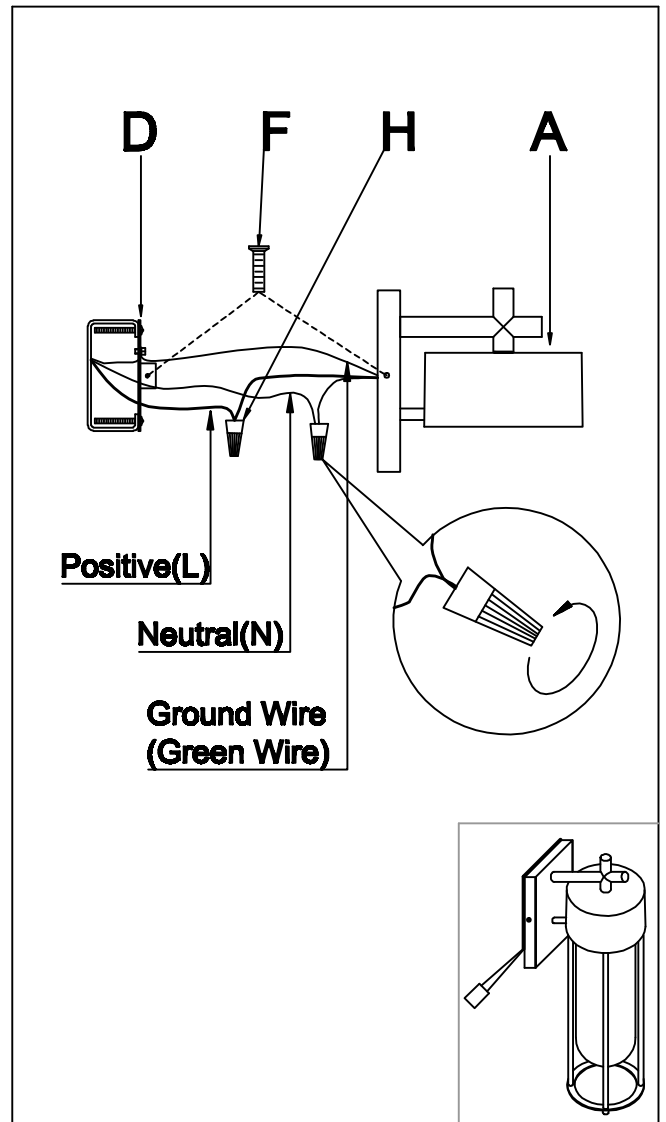 D F H A
Positive(L)
Neutral(N)
Ground Wire
(Green Wire)